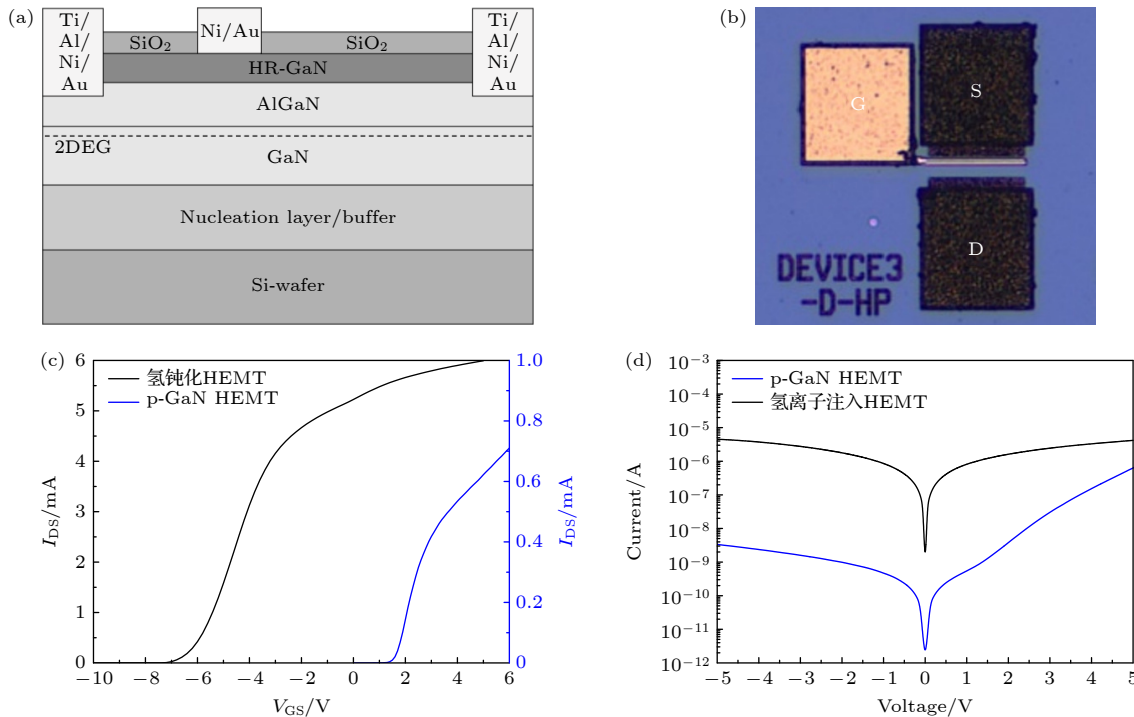 (a)
Ti/
Al/
Ni/
Au
SiO₂
Ni/Au
SiO₂
Ti/
Al/
Ni/
Au
HR-GaN
AlGaN
2DEG
GaN
Nucleation layer/buffer
Si-wafer
(b)
G
S
D
DEVICE3
-D-HP
(c)
氢钝化HEMT
p-GaN HEMT
6
5
4
3
2
1
0
I_DS/mA
1.0
0.8
0.6
0.4
0.2
0
I_DS/mA
−10 −8 −6 −4 −2 0 2 4 6
V_GS/V
(d)
p-GaN HEMT
氢离子注入HEMT
10⁻³
10⁻⁴
10⁻⁵
10⁻⁶
10⁻⁷
10⁻⁸
10⁻⁹
10⁻¹⁰
10⁻¹¹
10⁻¹²
Current/A
−5 −4 −3 −2 −1 0 1 2 3 4 5
Voltage/V